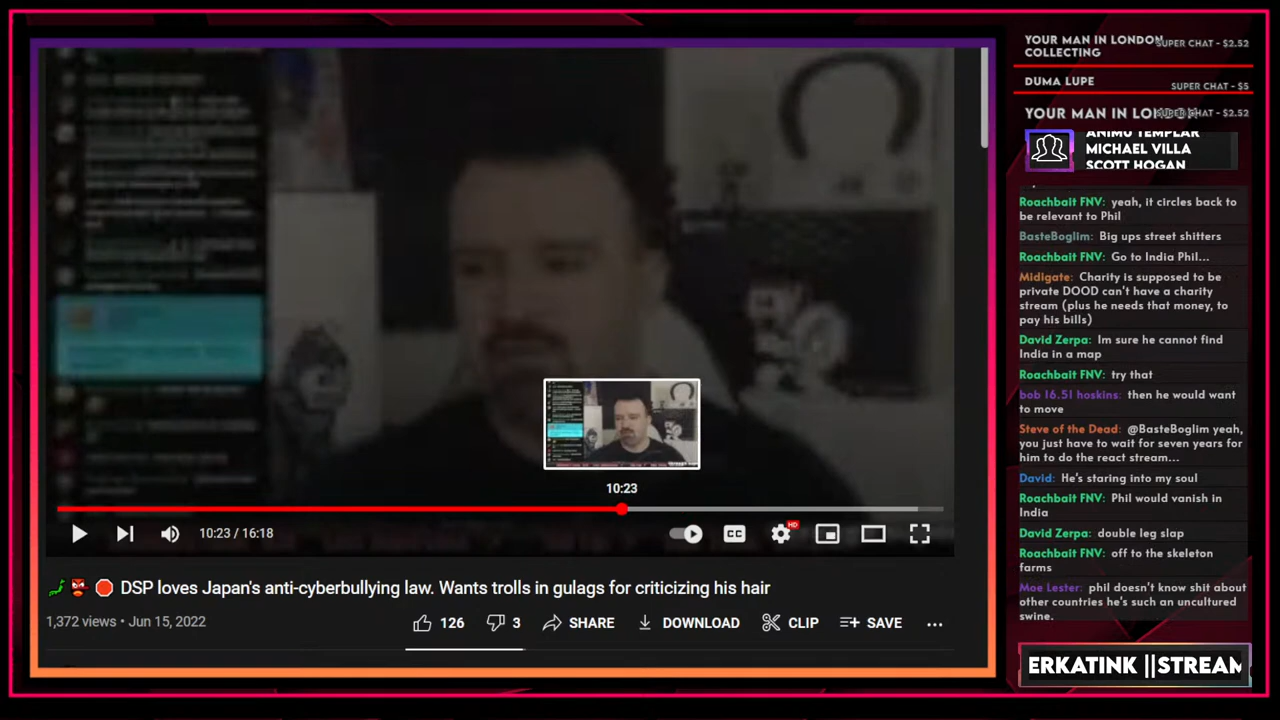 10:23
10:23 / 16:18
CC
HD
DSP loves Japan's anti-cyberbullying law. Wants trolls in gulags for criticizing his hair
1,372 views • Jun 15, 2022
126
3
SHARE
DOWNLOAD
CLIP
SAVE
YOUR MAN IN LONDON
COLLECTING
SUPER CHAT - $2.52
DUMA LUPE
SUPER CHAT - $5
YOUR MAN IN
SUPER CHAT - $2.52
ANIMU TEMPLAR
MICHAEL VILLA
SCOTT HOGAN
Roachbait FNV: yeah, it circles back to
be relevant to Phil
BasteBoglim: Big ups street shitters
Roachbait FNV: Go to India Phil...
Midigate: Charity is supposed to be
private DOOD can't have a charity
stream (plus he needs that money, to
pay his bills)
David Zerpa: Im sure he cannot find
India in a map
Roachbait FNV: try that
bob 16.51 hoskins: then he would want
to move
Steve of the Dead: @BasteBoglim yeah,
you just have to wait for seven years for
him to do the react stream...
David: He's staring into my soul
Roachbait FNV: Phil would vanish in
India
David Zerpa: double leg slap
Roachbait FNV: off to the skeleton
farms
Moe Lester: phil doesn't know shit about
other countries he's such an uncultured
swine.
ERKATINK ||STREAM